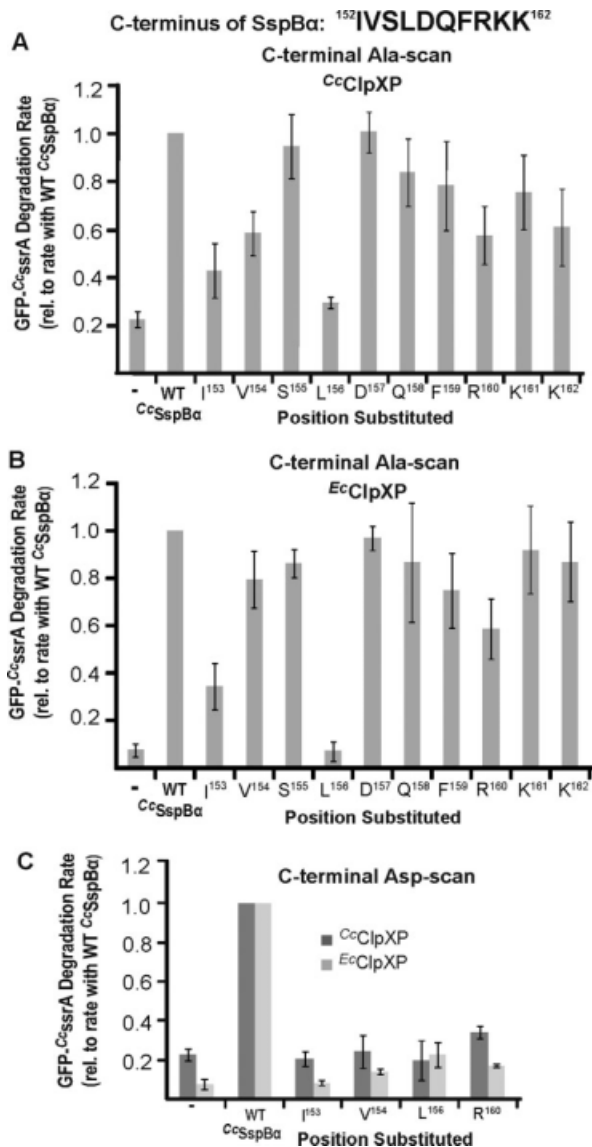 C-terminus of SspBα: ¹⁵²IVSLDQFRKK¹⁶²
A
C-terminal Ala-scan
CcClpXP
GFP-CcssrA Degradation Rate
(rel. to rate with WT CcSspBα)
1.2
1.0
0.8
0.6
0.4
0.2
- WT I¹⁵³ V¹⁵⁴ S¹⁵⁵ L¹⁵⁶ D¹⁵⁷ Q¹⁵⁸ F¹⁵⁹ R¹⁶⁰ K¹⁶¹ K¹⁶²
CcSspBα
Position Substituted
B
C-terminal Ala-scan
EcClpXP
GFP-CcssrA Degradation Rate
(rel. to rate with WT CcSspBα)
1.2
1.0
0.8
0.6
0.4
0.2
- WT I¹⁵³ V¹⁵⁴ S¹⁵⁵ L¹⁵⁶ D¹⁵⁷ Q¹⁵⁸ F¹⁵⁹ R¹⁶⁰ K¹⁶¹ K¹⁶²
CcSspBα
Position Substituted
C
C-terminal Asp-scan
GFP-CcssrA Degradation Rate
(rel. to rate with WT CcSspBα)
1.2
1.0
0.8
0.6
0.4
0.2
CcClpXP
EcClpXP
- WT I¹⁵³ V¹⁵⁴ L¹⁵⁶ R¹⁶⁰
CcSspBα
Position Substituted